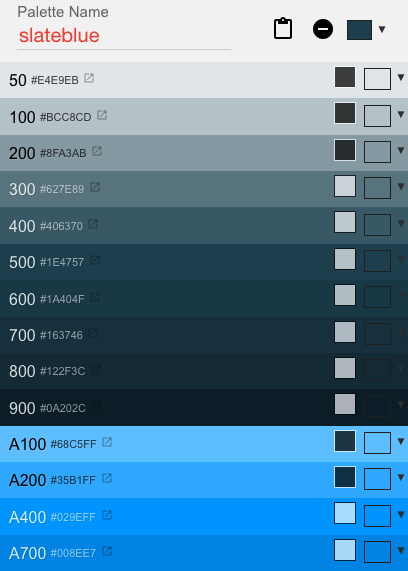 Palette Name
slateblue
50 #E4E9EB
100 #BCC8CD
200 #8FA3AB
300 #627E89
400 #406370
500 #1E4757
600 #1A404F
700 #163746
800 #122F3C
900 #0A202C
A100 #68C5FF
A200 #35B1FF
A400 #029EFF
A700 #008EE7